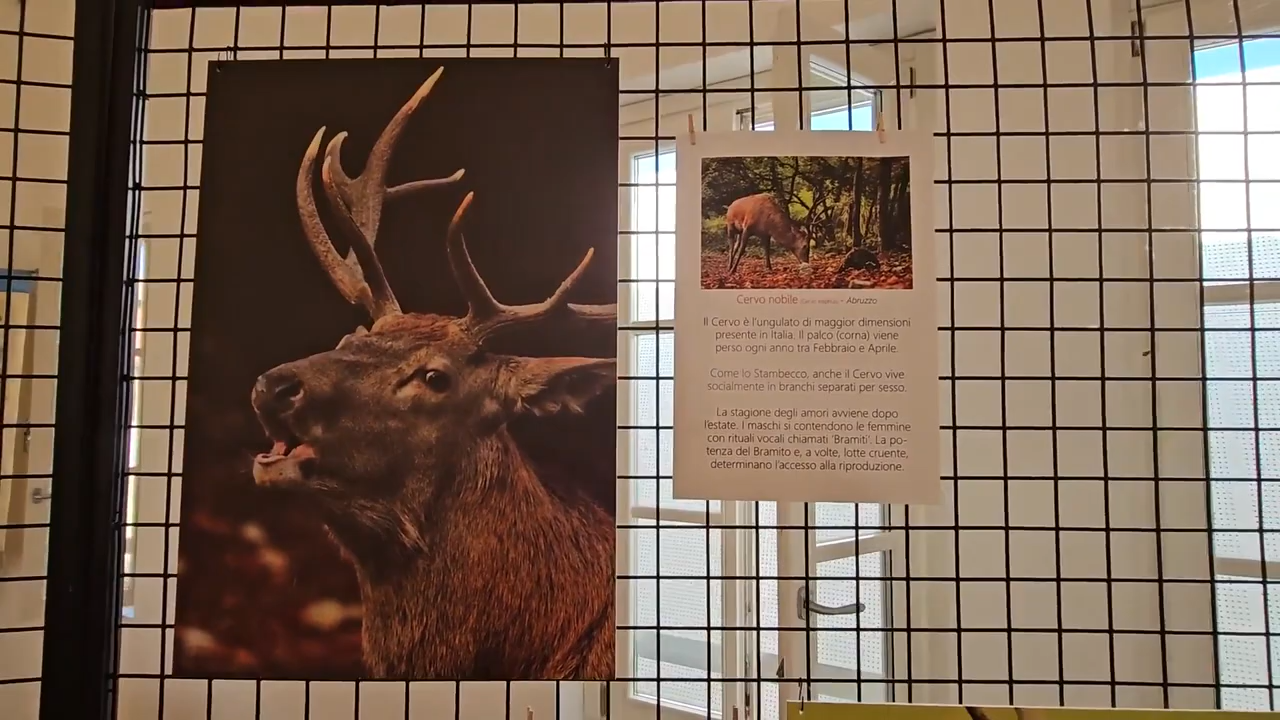 Cervo nobile (Cervus elaphus) - Abruzzo
Il Cervo è l'ungulato di maggior dimensioni
presente in Italia. Il palco (corna) viene
perso ogni anno tra Febbraio e Aprile.
Come lo Stambecco, anche il Cervo vive
socialmente in branchi separati per sesso.
La stagione degli amori avviene dopo
l'estate. I maschi si contendono le femmine
con rituali vocali chiamati 'Bramiti'. La po-
tenza del Bramito e, a volte, lotte cruente,
determinano l'accesso alla riproduzione.